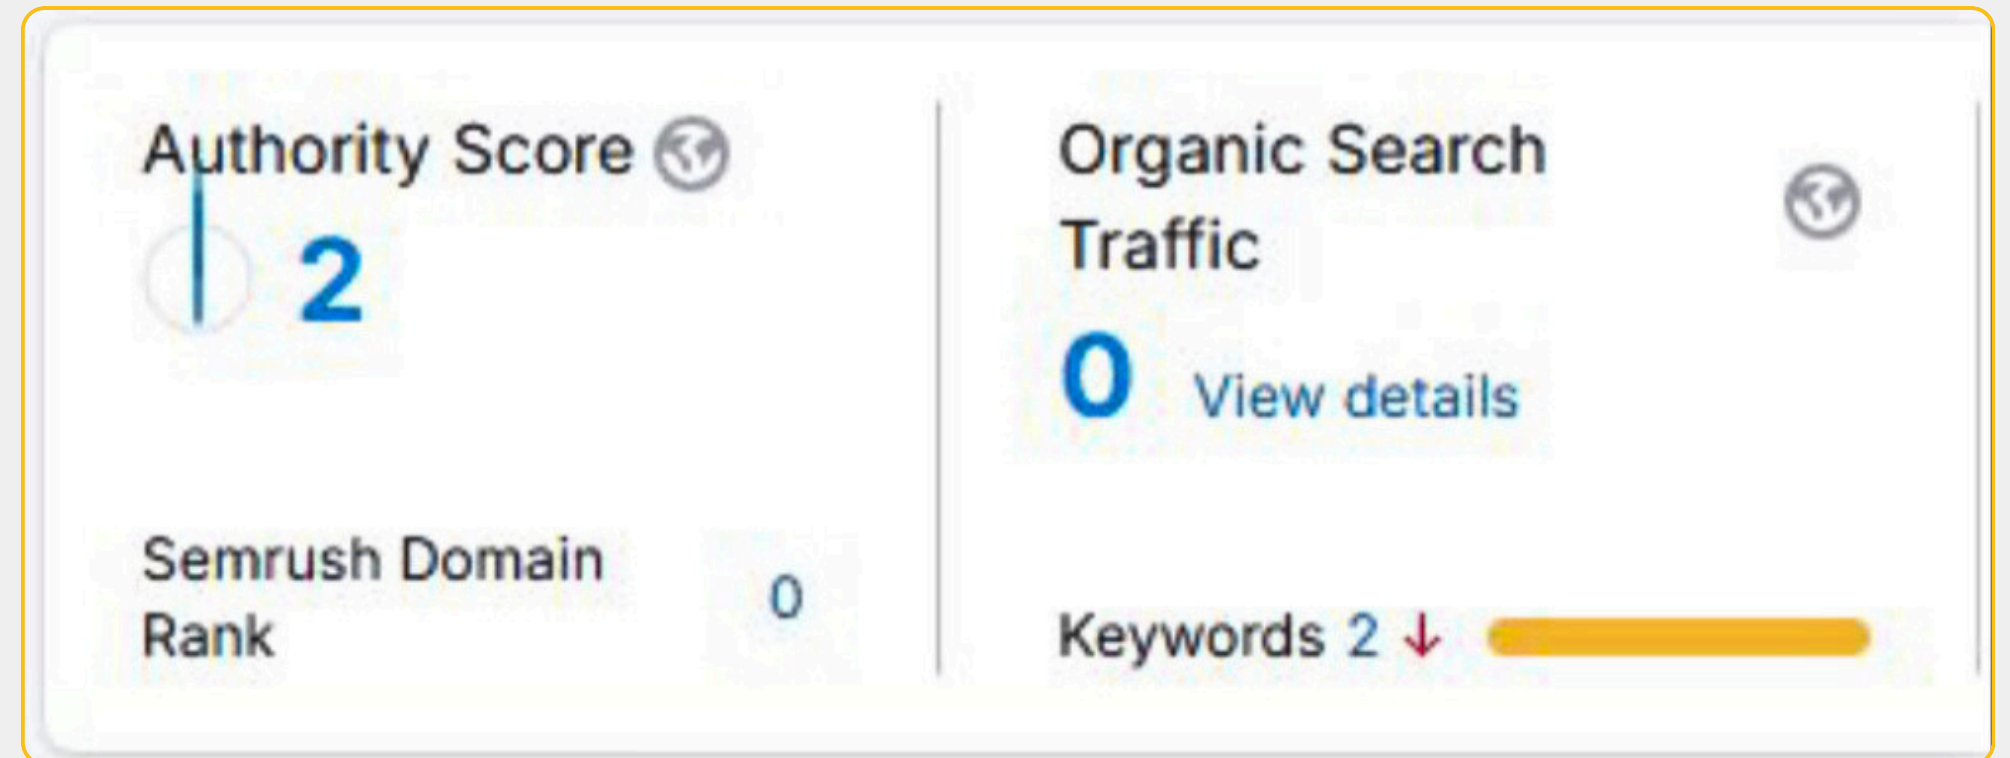 Authority Score
2
Semrush Domain
Rank
0
Organic Search
Traffic
0 View details
Keywords 2 ↓